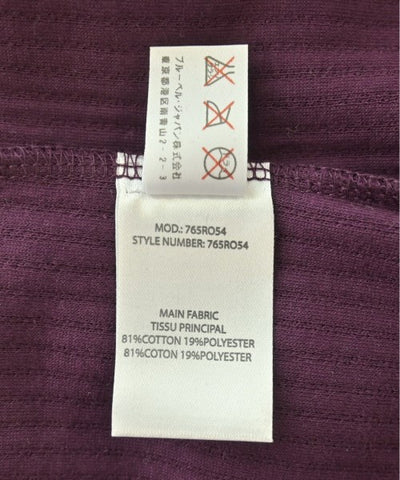 ブルーベル・ジャパン株式会社
東京都港区南青山2-2-3
MOD.: 765RO54
STYLE NUMBER: 765RO54
MAIN FABRIC
TISSU PRINCIPAL
81%COTTON 19%POLYESTER
81%COTON 19%POLYESTER